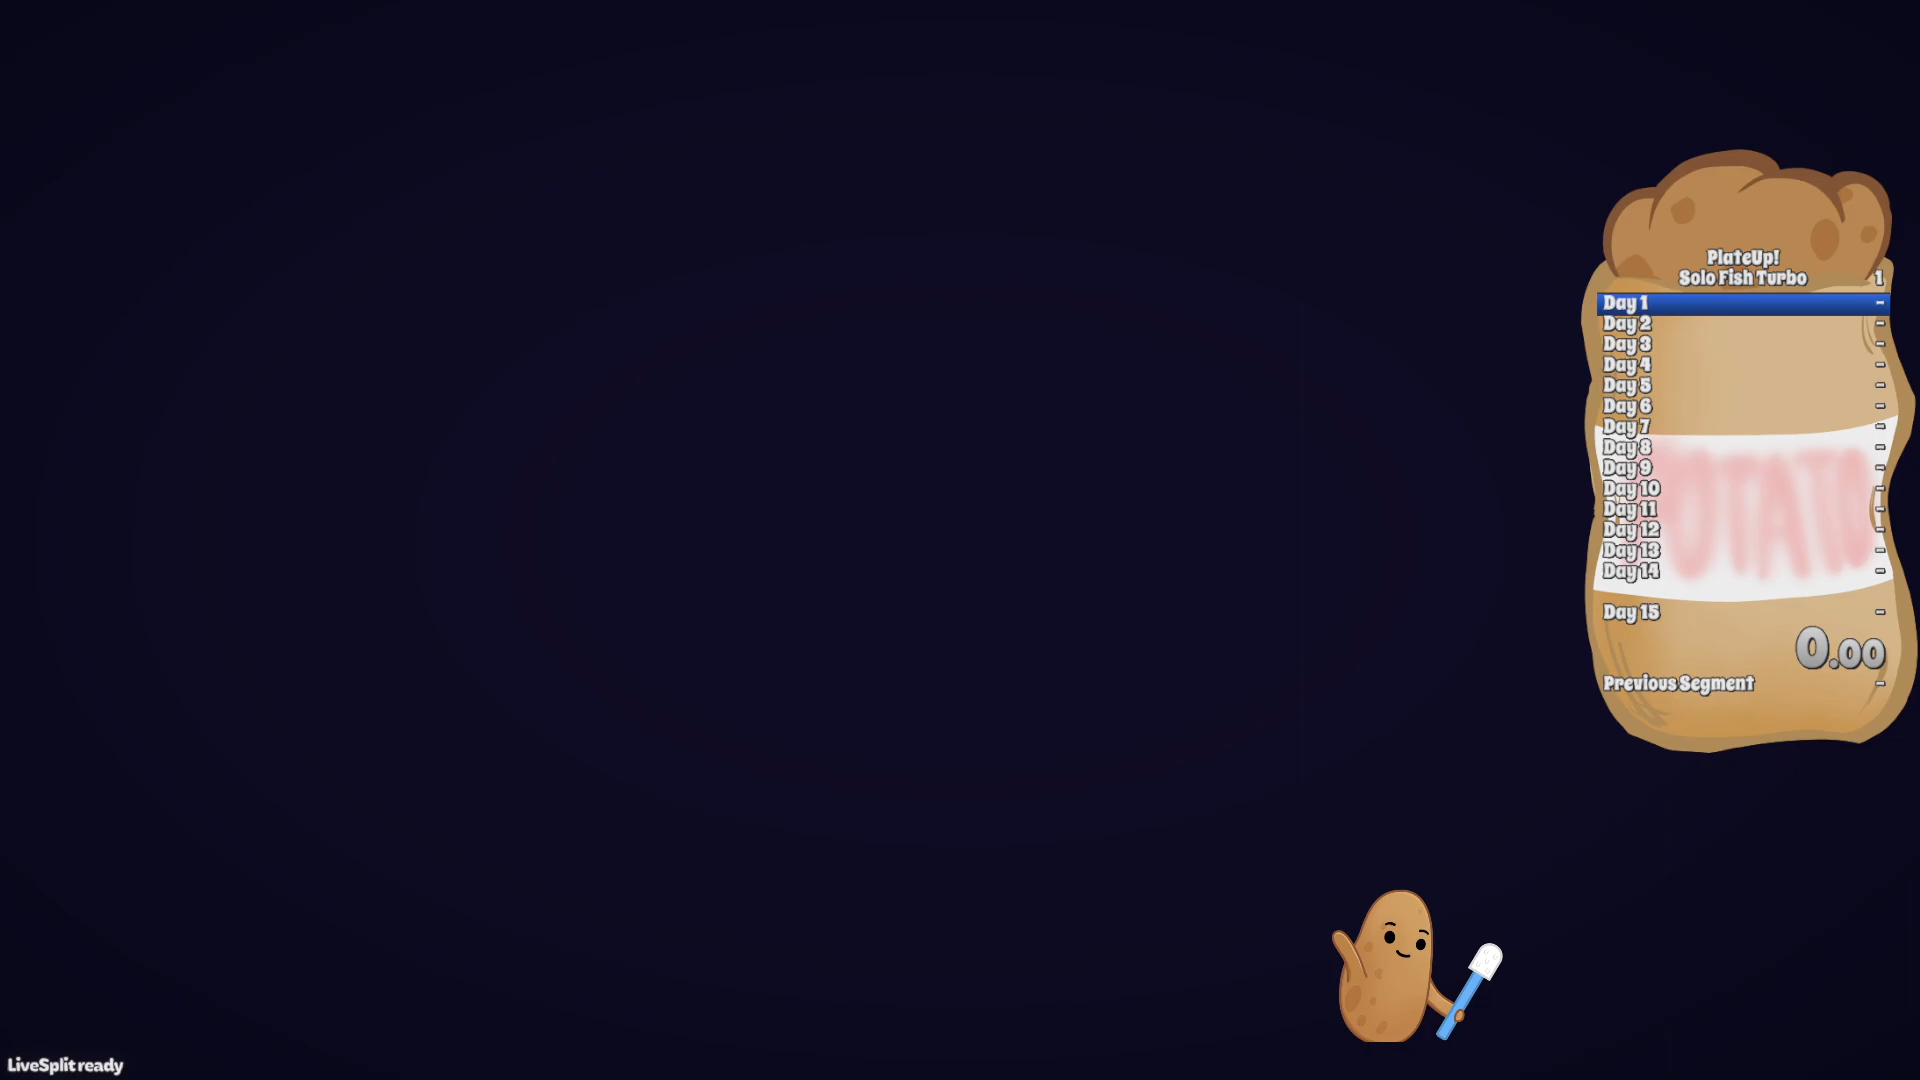 PlateUp!
Solo Fish Turbo 1
Day 1 -
Day 2 -
Day 3 -
Day 4 -
Day 5 -
Day 6 -
Day 7 -
Day 8 -
Day 9 -
Day 10 -
Day 11 -
Day 12 -
Day 13 -
Day 14 -
POTATO
Day 15 -
0.00
Previous Segment -
LiveSplit ready